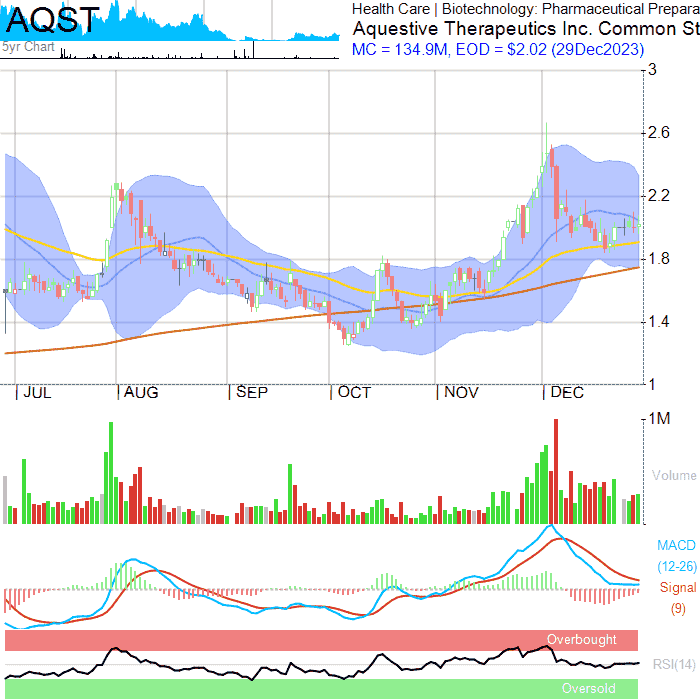 AQST
5yr Chart
Health Care | Biotechnology: Pharmaceutical Prepara
Aquestive Therapeutics Inc. Common St
MC = 134.9M, EOD = $2.02 (29Dec2023)
3
2.6
2.2
1.8
1.4
1
JUL AUG SEP OCT NOV DEC
1M
Volume
MACD
(12-26)
Signal
(9)
Overbought
RSI(14)
Oversold